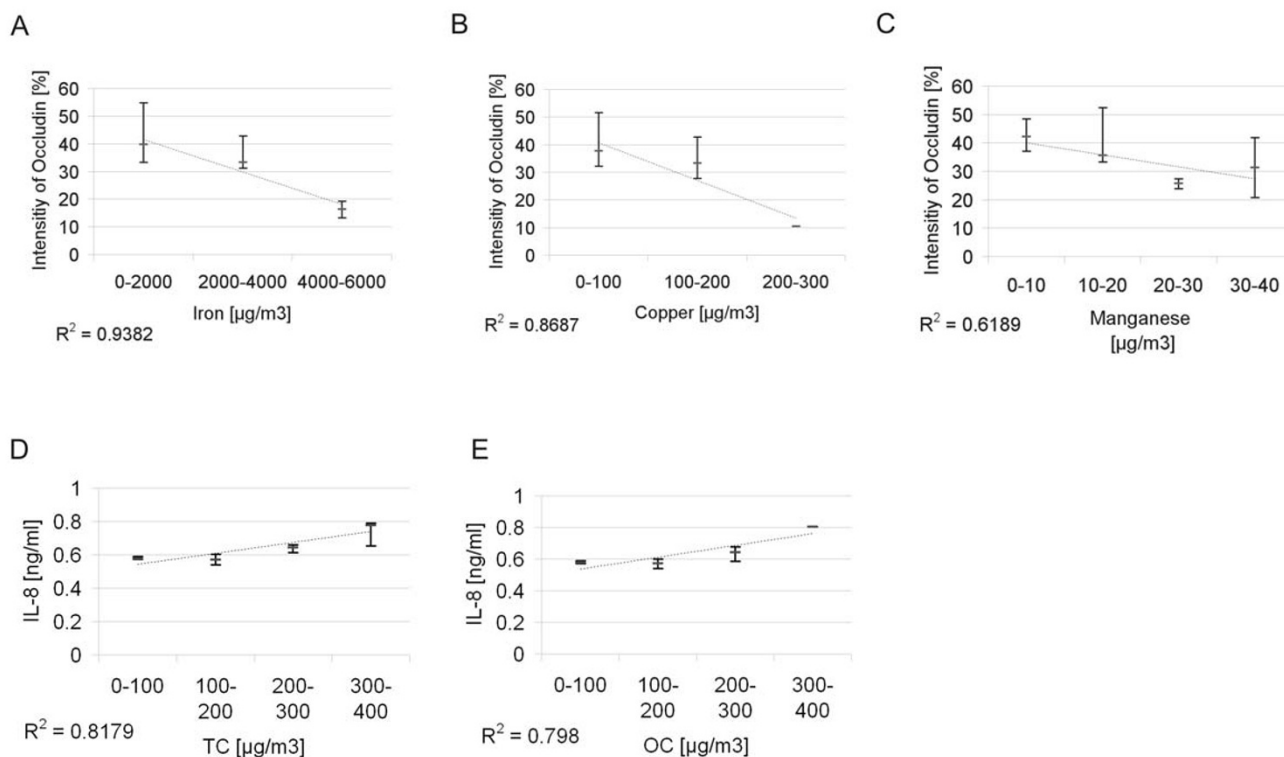 A
Intensitiy of Occludin [%]
60
50
40
30
20
10
0
0-2000 2000-4000 4000-6000
Iron [µg/m3]
R² = 0.9382
B
Intensitiy of Occludin [%]
60
50
40
30
20
10
0
0-100 100-200 200-300
Copper [µg/m3]
R² = 0.8687
C
Intensitiy of Occludin [%]
60
50
40
30
20
10
0
0-10 10-20 20-30 30-40
Manganese
[µg/m3]
R² = 0.6189
D
IL-8 [ng/ml]
1
0.8
0.6
0.4
0.2
0
0-100 100- 200- 300-
200 300 400
TC [µg/m3]
R² = 0.8179
E
IL-8 [ng/ml]
1
0.8
0.6
0.4
0.2
0
0-100 100- 200- 300-
200 300 400
OC [µg/m3]
R² = 0.798